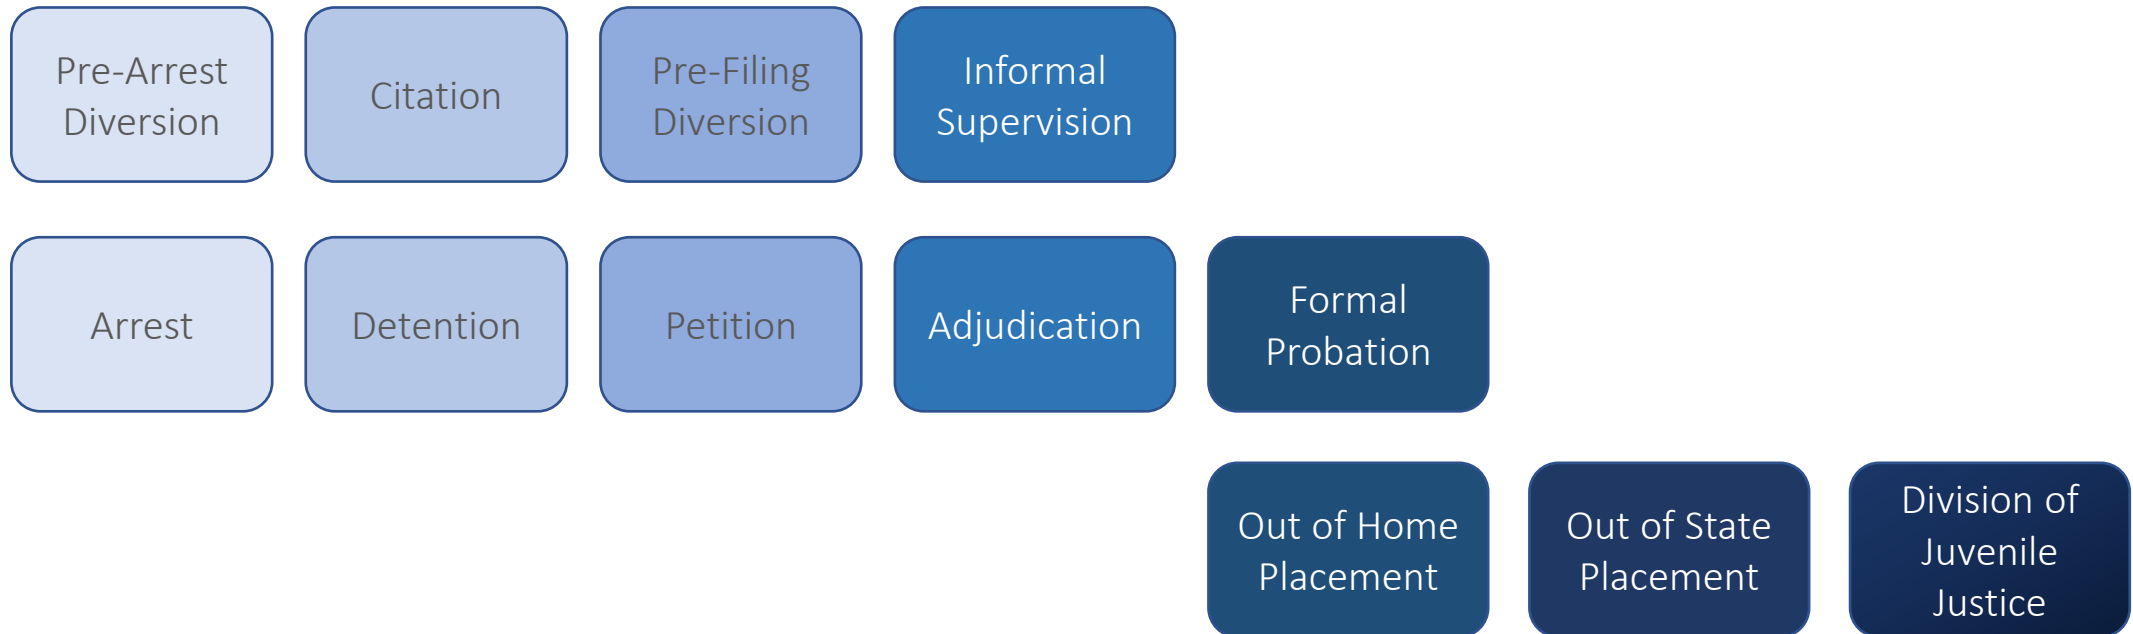 Pre-Arrest
Diversion
Citation
Pre-Filing
Diversion
Informal
Supervision
Arrest
Detention
Petition
Adjudication
Formal
Probation
Out of Home
Placement
Out of State
Placement
Division of
Juvenile
Justice